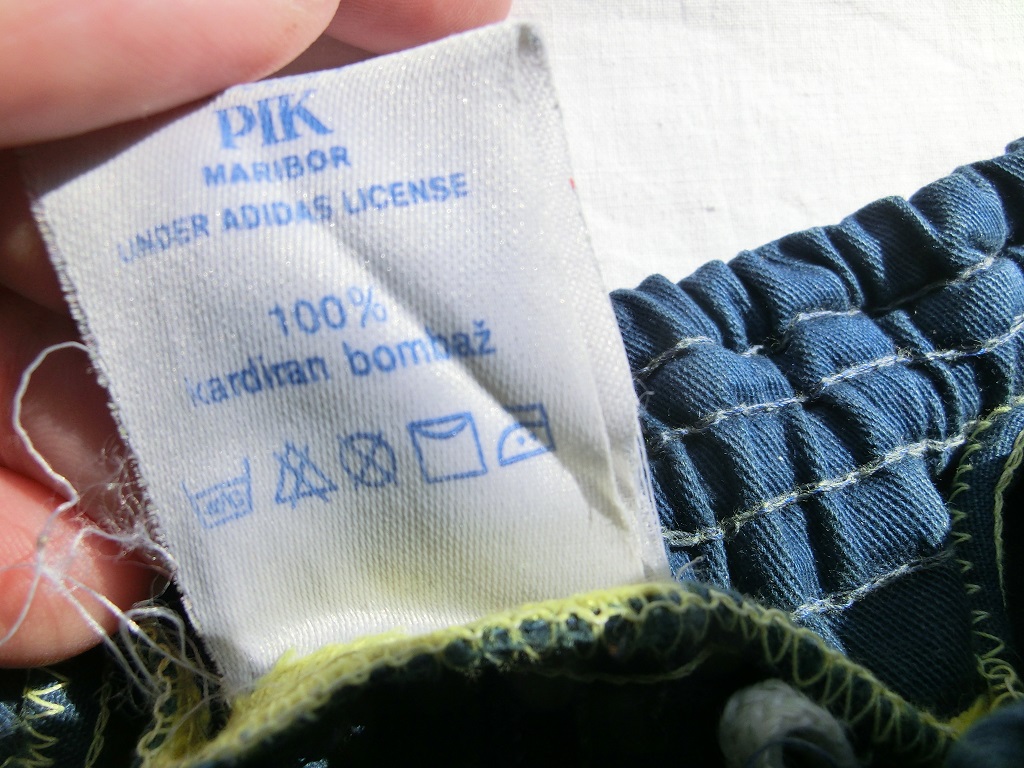 PIK
MARIBOR
UNDER ADIDAS LICENSE
100%
kardiran bombaž